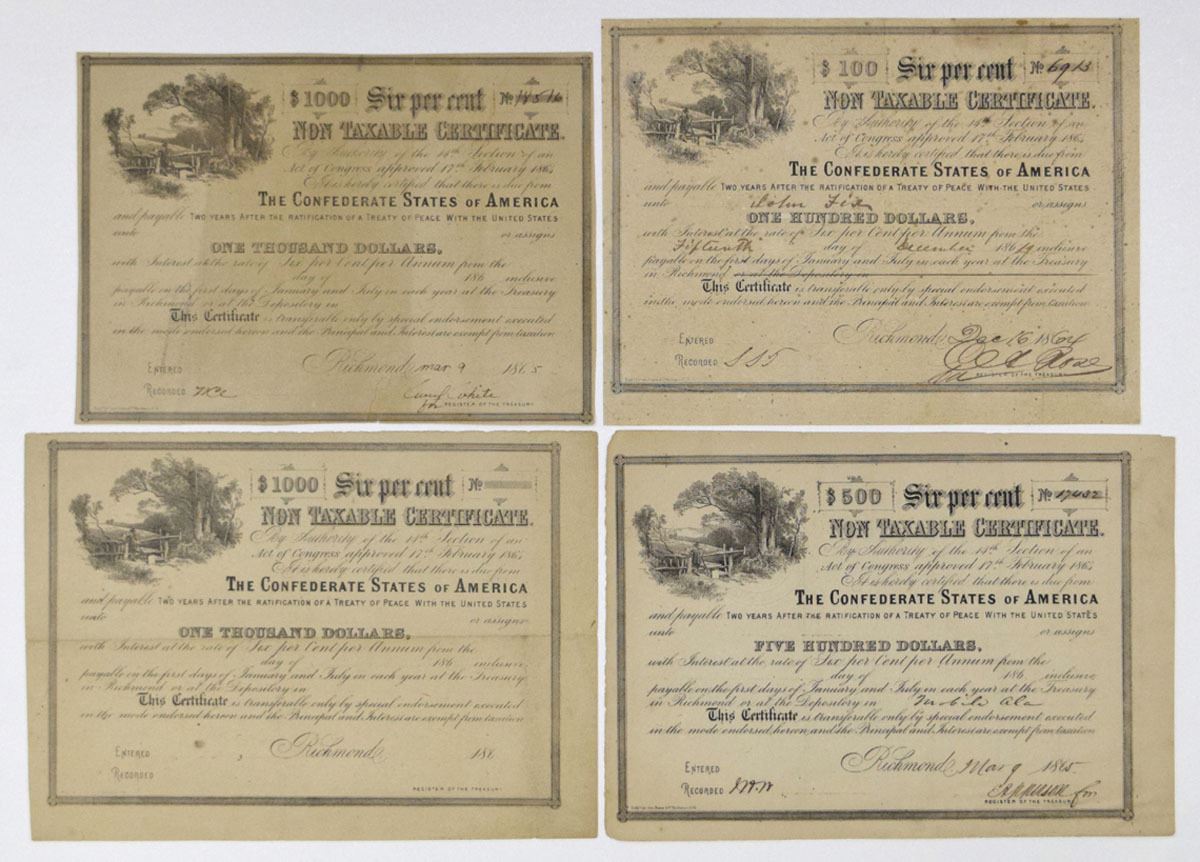 $ 1000 Six per cent No
NON TAXABLE CERTIFICATE.
By Authority of the 14th Section of an
Act of Congress approved 17th February 1864
It is hereby certified that there is due from
THE CONFEDERATE STATES OF AMERICA
and payable TWO YEARS AFTER THE RATIFICATION OF A TREATY OF PEACE WITH THE UNITED STATES
unto or assigns
ONE THOUSAND DOLLARS,
with Interest at the rate of Six per Cent per Annum from the
day of 186 inclusive
payable on the first days of January and July in each year at the Treasury
in Richmond or at the Depository in
This Certificate is transferable only by special endorsement executed
in the mode endorsed hereon and the Principal and Interest are exempt from taxation
Richmond, Mar 9 1865
ENTERED
RECORDED
for REGISTER OF THE TREASURY
$ 100 Six per cent No 6913
NON TAXABLE CERTIFICATE.
By Authority of the 14th Section of an
Act of Congress approved 17th February 1864
It is hereby certified that there is due from
THE CONFEDERATE STATES OF AMERICA
and payable TWO YEARS AFTER THE RATIFICATION OF A TREATY OF PEACE WITH THE UNITED STATES
unto John Fix or assigns
ONE HUNDRED DOLLARS,
with Interest at the rate of Six per Cent per Annum from the
Fifteenth day of December 1864 inclusive
payable on the first days of January and July in each year at the Treasury
in Richmond or at the Depository in
This Certificate is transferable only by special endorsement executed
in the mode endorsed hereon and the Principal and Interest are exempt from taxation
Richmond, Dec 16 1864
ENTERED
RECORDED
REGISTER OF THE TREASURY
$ 1000 Six per cent No
NON TAXABLE CERTIFICATE.
By Authority of the 14th Section of an
Act of Congress approved 17th February 1864
It is hereby certified that there is due from
THE CONFEDERATE STATES OF AMERICA
and payable TWO YEARS AFTER THE RATIFICATION OF A TREATY OF PEACE WITH THE UNITED STATES
unto or assigns
ONE THOUSAND DOLLARS,
with Interest at the rate of Six per Cent per Annum from the
day of 186 inclusive
payable on the first days of January and July in each year at the Treasury
in Richmond or at the Depository in
This Certificate is transferable only by special endorsement executed
in the mode endorsed hereon and the Principal and Interest are exempt from taxation
Richmond, 186
ENTERED
RECORDED
REGISTER OF THE TREASURY
$ 500 Six per cent No 17432
NON TAXABLE CERTIFICATE.
By Authority of the 14th Section of an
Act of Congress approved 17th February 1864
It is hereby certified that there is due from
THE CONFEDERATE STATES OF AMERICA
and payable TWO YEARS AFTER THE RATIFICATION OF A TREATY OF PEACE WITH THE UNITED STATES
unto or assigns
FIVE HUNDRED DOLLARS,
with Interest at the rate of Six per Cent per Annum from the
day of 186 inclusive
payable on the first days of January and July in each year at the Treasury
in Richmond or at the Depository in Mobile Ala
This Certificate is transferable only by special endorsement executed
in the mode endorsed hereon and the Principal and Interest are exempt from taxation
Richmond, Mar 9 1865
ENTERED
RECORDED
for
REGISTER OF THE TREASURY